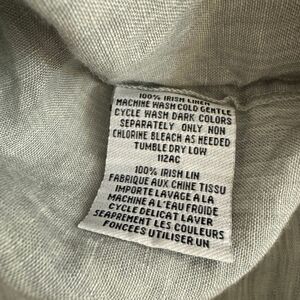 100% IRISH LINEN
MACHINE WASH COLD GENTLE
CYCLE WASH DARK COLORS
SEPARATELY ONLY NON
CHLORINE BLEACH AS NEEDED
TUMBLE DRY LOW
112AC
100% IRISH LIN
FABRIQUE AUX CHINE TISSU
IMPORTE LAVAGE A LA
MACHINE A L'EAU FROIDE
CYCLE DELICAT LAVER
SEAPREMENT LES COULEURS
FONCEES UTILISER UN